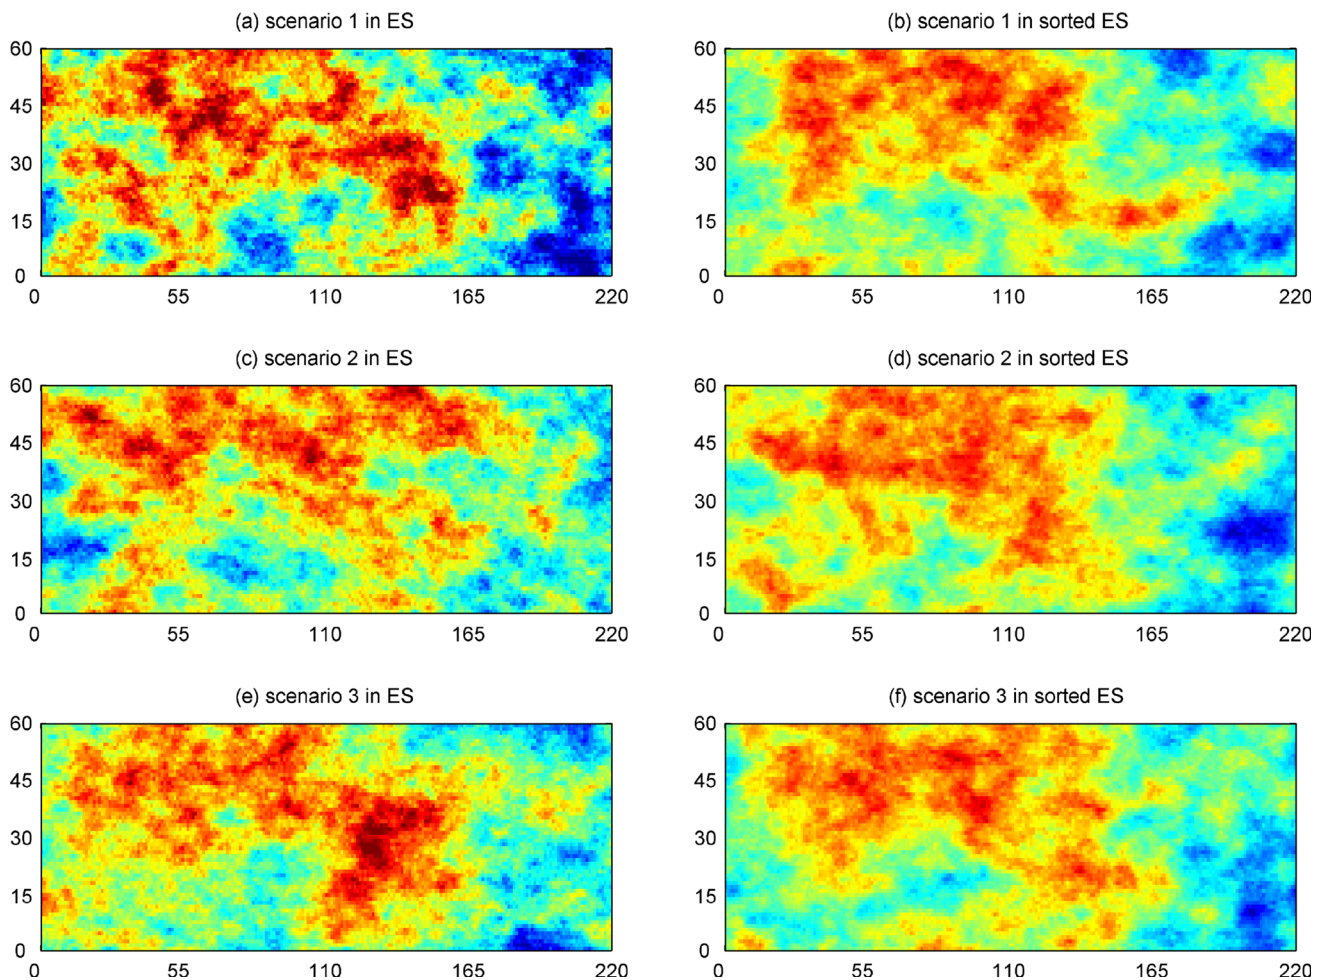 (a) scenario 1 in ES
(b) scenario 1 in sorted ES
60
45
30
15
0
0 55 110 165 220
60
45
30
15
0
0 55 110 165 220
(c) scenario 2 in ES
(d) scenario 2 in sorted ES
60
45
30
15
0
0 55 110 165 220
60
45
30
15
0
0 55 110 165 220
(e) scenario 3 in ES
(f) scenario 3 in sorted ES
60
45
30
15
0
0 55 110 165 220
60
45
30
15
0
0 55 110 165 220